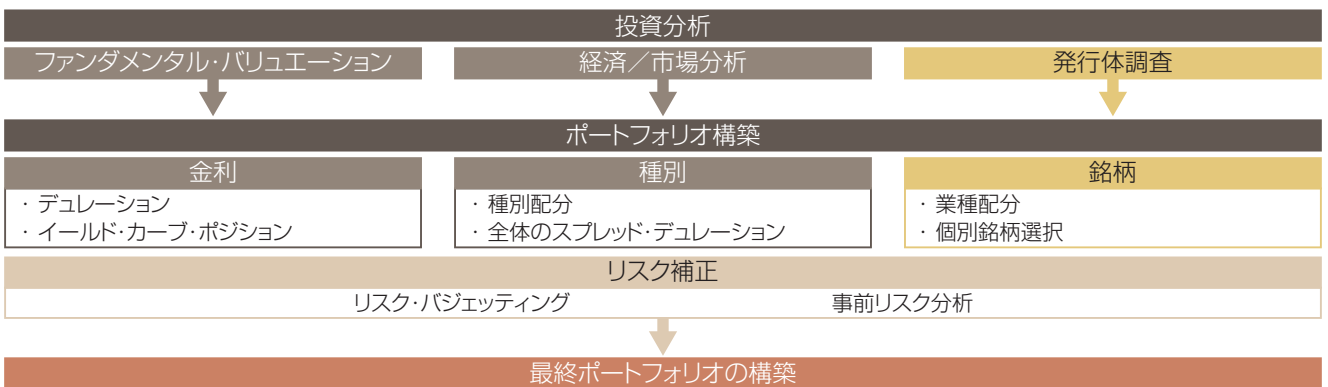 投資分析
ファンダメンタル・バリュエーション
経済／市場分析
発行体調査
ポートフォリオ構築
金利
・デュレーション
・イールド・カーブ・ポジション
種別
・種別配分
・全体のスプレッド・デュレーション
銘柄
・業種配分
・個別銘柄選択
リスク補正
リスク・バジェッティング
事前リスク分析
最終ポートフォリオの構築